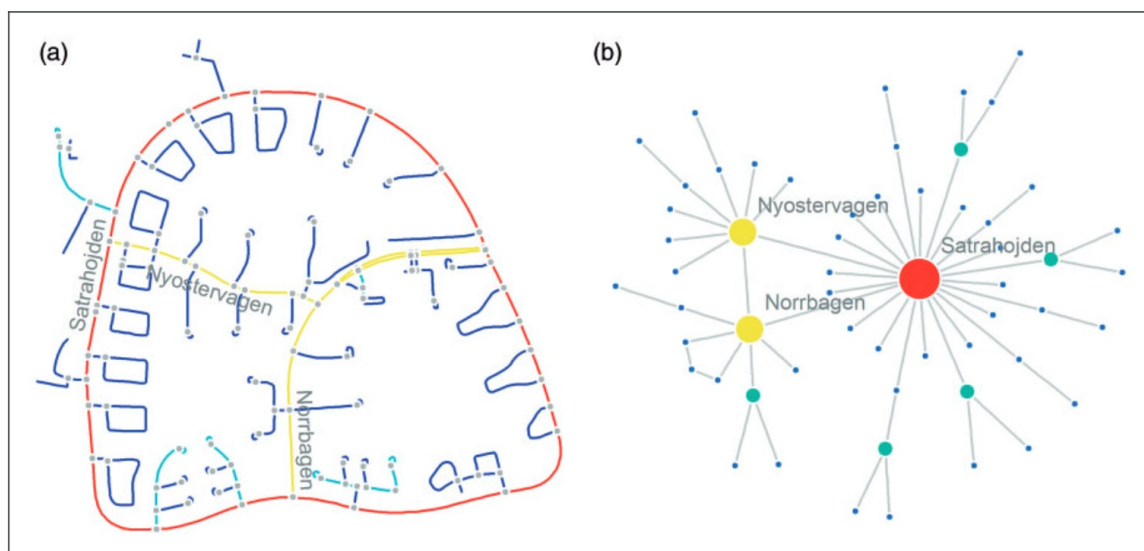 (a)
Satrahojden
Nyostervagen
Norrbagen
(b)
Nyostervagen
Satrahojden
Norrbagen